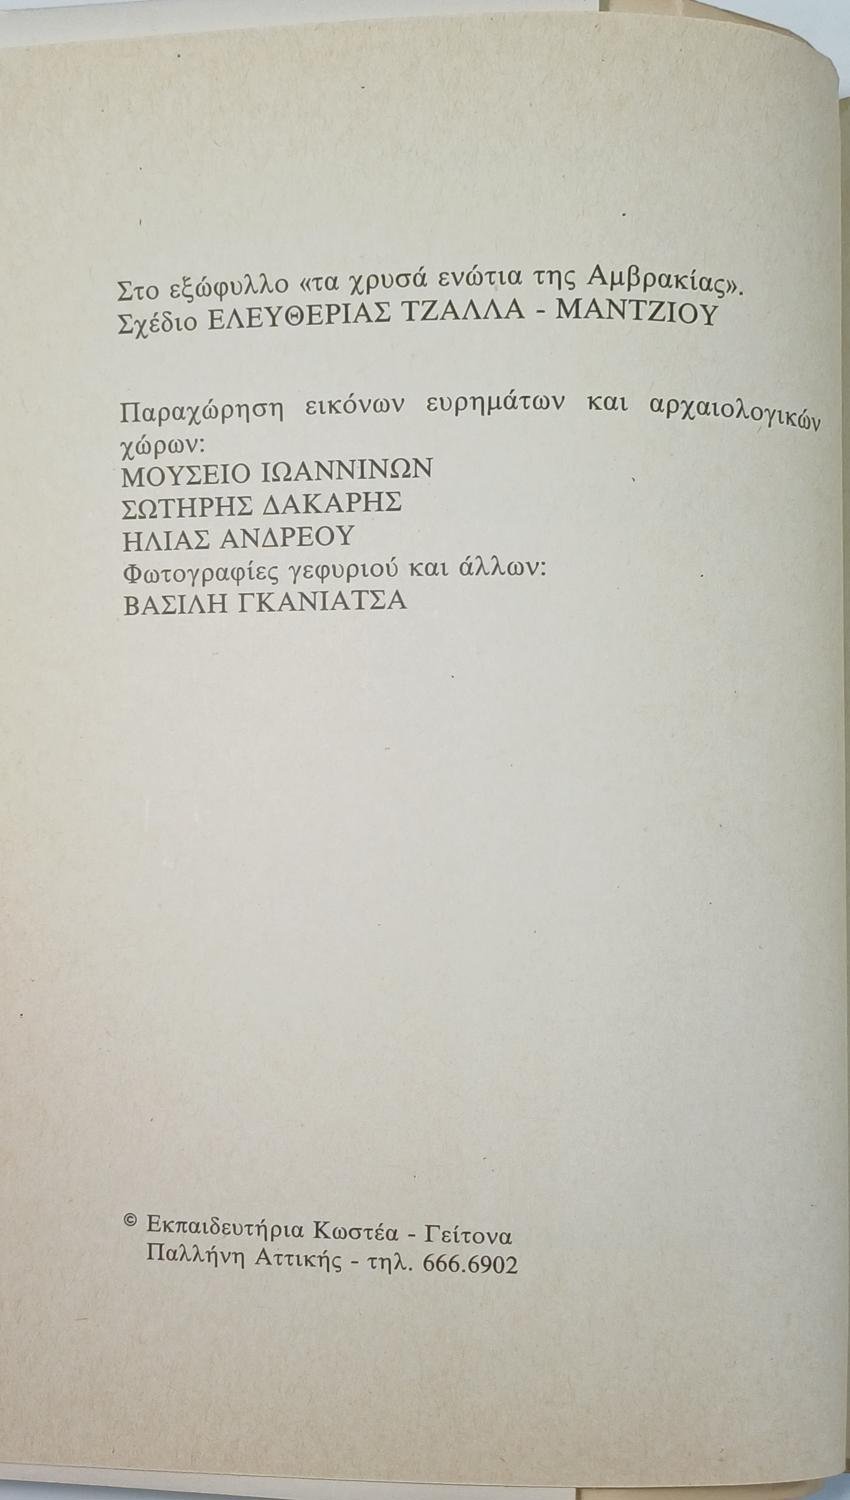 Στο εξώφυλλο «τα χρυσά ενώτια της Αμβρακίας».
Σχέδιο ΕΛΕΥΘΕΡΙΑΣ ΤΖΑΛΛΑ - ΜΑΝΤΖΙΟΥ
Παραχώρηση εικόνων ευρημάτων και αρχαιολογικών
χώρων:
ΜΟΥΣΕΙΟ ΙΩΑΝΝΙΝΩΝ
ΣΩΤΗΡΗΣ ΔΑΚΑΡΗΣ
ΗΛΙΑΣ ΑΝΔΡΕΟΥ
Φωτογραφίες γεφυριού και άλλων:
ΒΑΣΙΛΗ ΓΚΑΝΙΑΤΣΑ
© Εκπαιδευτήρια Κωστέα - Γείτονα
Παλλήνη Αττικής - τηλ. 666.6902